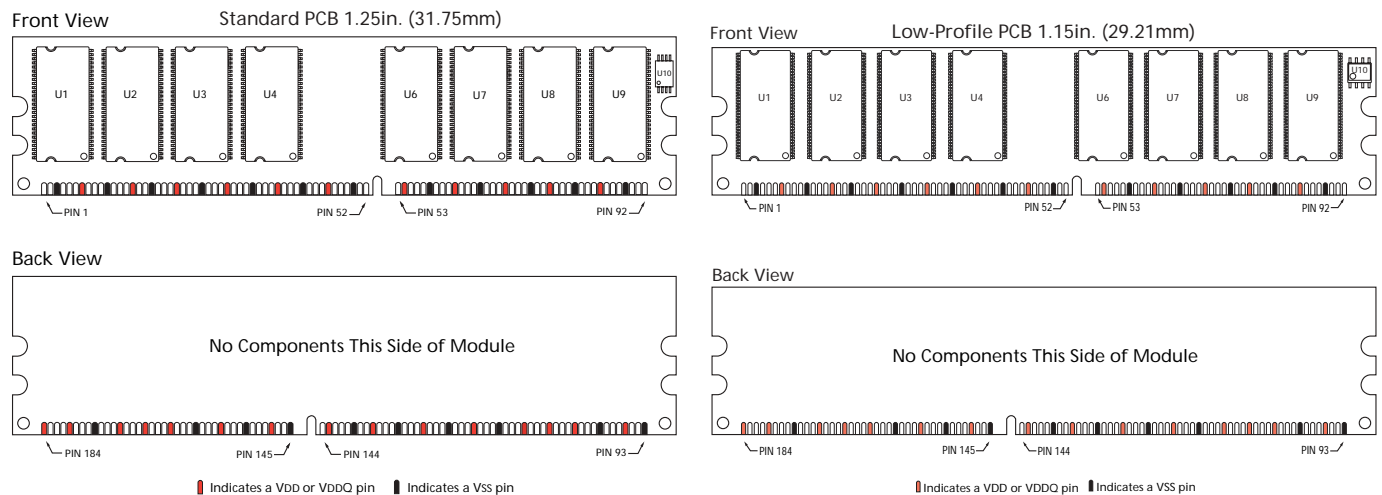 Front View
Standard PCB 1.25in. (31.75mm)
U1
U2
U3
U4
U6
U7
U8
U9
U10
PIN 1
PIN 52
PIN 53
PIN 92
Back View
No Components This Side of Module
PIN 184
PIN 145
PIN 144
PIN 93
Indicates a VDD or VDDQ pin
Indicates a VSS pin
Front View
Low-Profile PCB 1.15in. (29.21mm)
U1
U2
U3
U4
U6
U7
U8
U9
U10
PIN 1
PIN 52
PIN 53
PIN 92
Back View
No Components This Side of Module
PIN 184
PIN 145
PIN 144
PIN 93
Indicates a VDD or VDDQ pin
Indicates a VSS pin